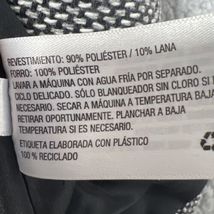 REVESTIMIENTO: 90% POLIÉSTER / 10% LANA
FORRO: 100% POLIÉSTER
LAVAR A MÁQUINA CON AGUA FRÍA POR SEPARADO.
CICLO DELICADO. SÓLO BLANQUEADOR SIN CLORO SI ES
NECESARIO. SECAR A MÁQUINA A TEMPERATURA BAJA.
RETIRAR OPORTUNAMENTE. PLANCHAR A BAJA
TEMPERATURA SI ES NECESARIO.
ETIQUETA ELABORADA CON PLÁSTICO
100 % RECICLADO